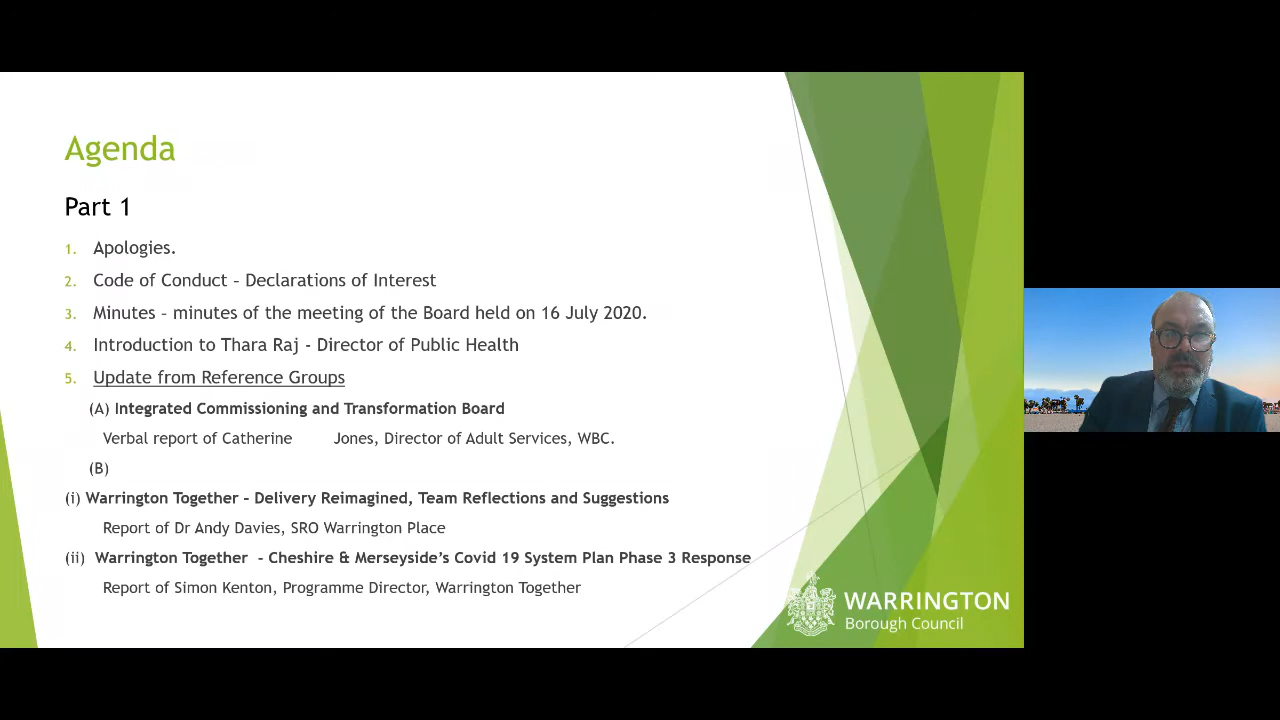 Agenda
Part 1
1. Apologies.
2. Code of Conduct – Declarations of Interest
3. Minutes – minutes of the meeting of the Board held on 16 July 2020.
4. Introduction to Thara Raj - Director of Public Health
5. Update from Reference Groups
(A) Integrated Commissioning and Transformation Board
Verbal report of Catherine Jones, Director of Adult Services, WBC.
(B)
(i) Warrington Together – Delivery Reimagined, Team Reflections and Suggestions
Report of Dr Andy Davies, SRO Warrington Place
(ii) Warrington Together - Cheshire & Merseyside's Covid 19 System Plan Phase 3 Response
Report of Simon Kenton, Programme Director, Warrington Together
WARRINGTON
Borough Council